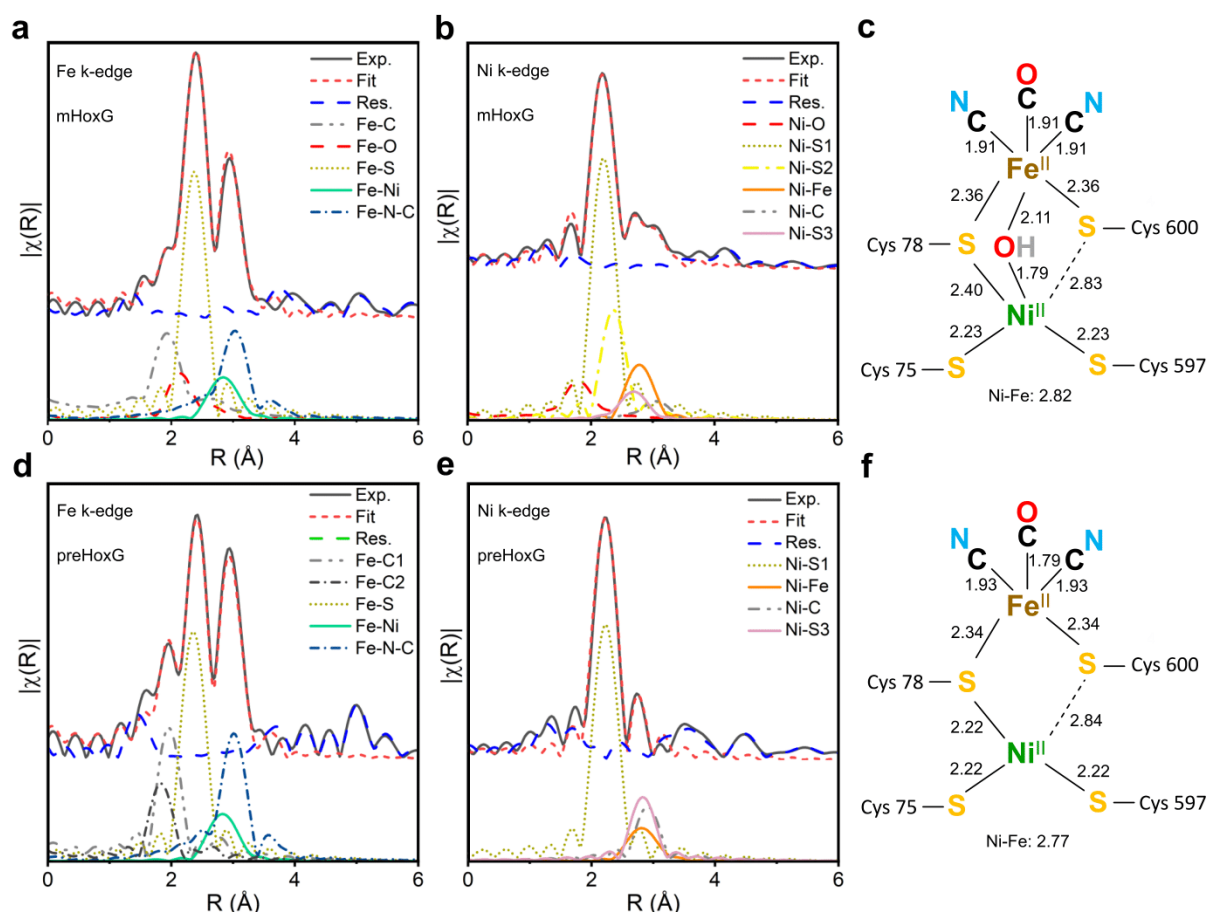 a
Fe k-edge
mHoxG
Exp.
Fit
Res.
Fe-C
Fe-O
Fe-S
Fe-Ni
Fe-N-C
|χ(R)|
0 2 4 6
R (Å)
b
Ni k-edge
mHoxG
Exp.
Fit
Res.
Ni-O
Ni-S1
Ni-S2
Ni-Fe
Ni-C
Ni-S3
|χ(R)|
0 2 4 6
R (Å)
c
O
N C C N
1.91
1.91 1.91
Fe II
2.36 2.36
2.11
Cys 78 S OH S Cys 600
1.79
2.40 2.83
Ni II
2.23 2.23
Cys 75 S S Cys 597
Ni-Fe: 2.82
d
Fe k-edge
preHoxG
Exp.
Fit
Res.
Fe-C1
Fe-C2
Fe-S
Fe-Ni
Fe-N-C
|χ(R)|
0 2 4 6
R (Å)
e
Ni k-edge
preHoxG
Exp.
Fit
Res.
Ni-S1
Ni-Fe
Ni-C
Ni-S3
|χ(R)|
0 2 4 6
R (Å)
f
O
N C C N
1.79
1.93 1.93
Fe II
2.34 2.34
Cys 78 S S Cys 600
2.22 2.84
Ni II
2.22 2.22
Cys 75 S S Cys 597
Ni-Fe: 2.77